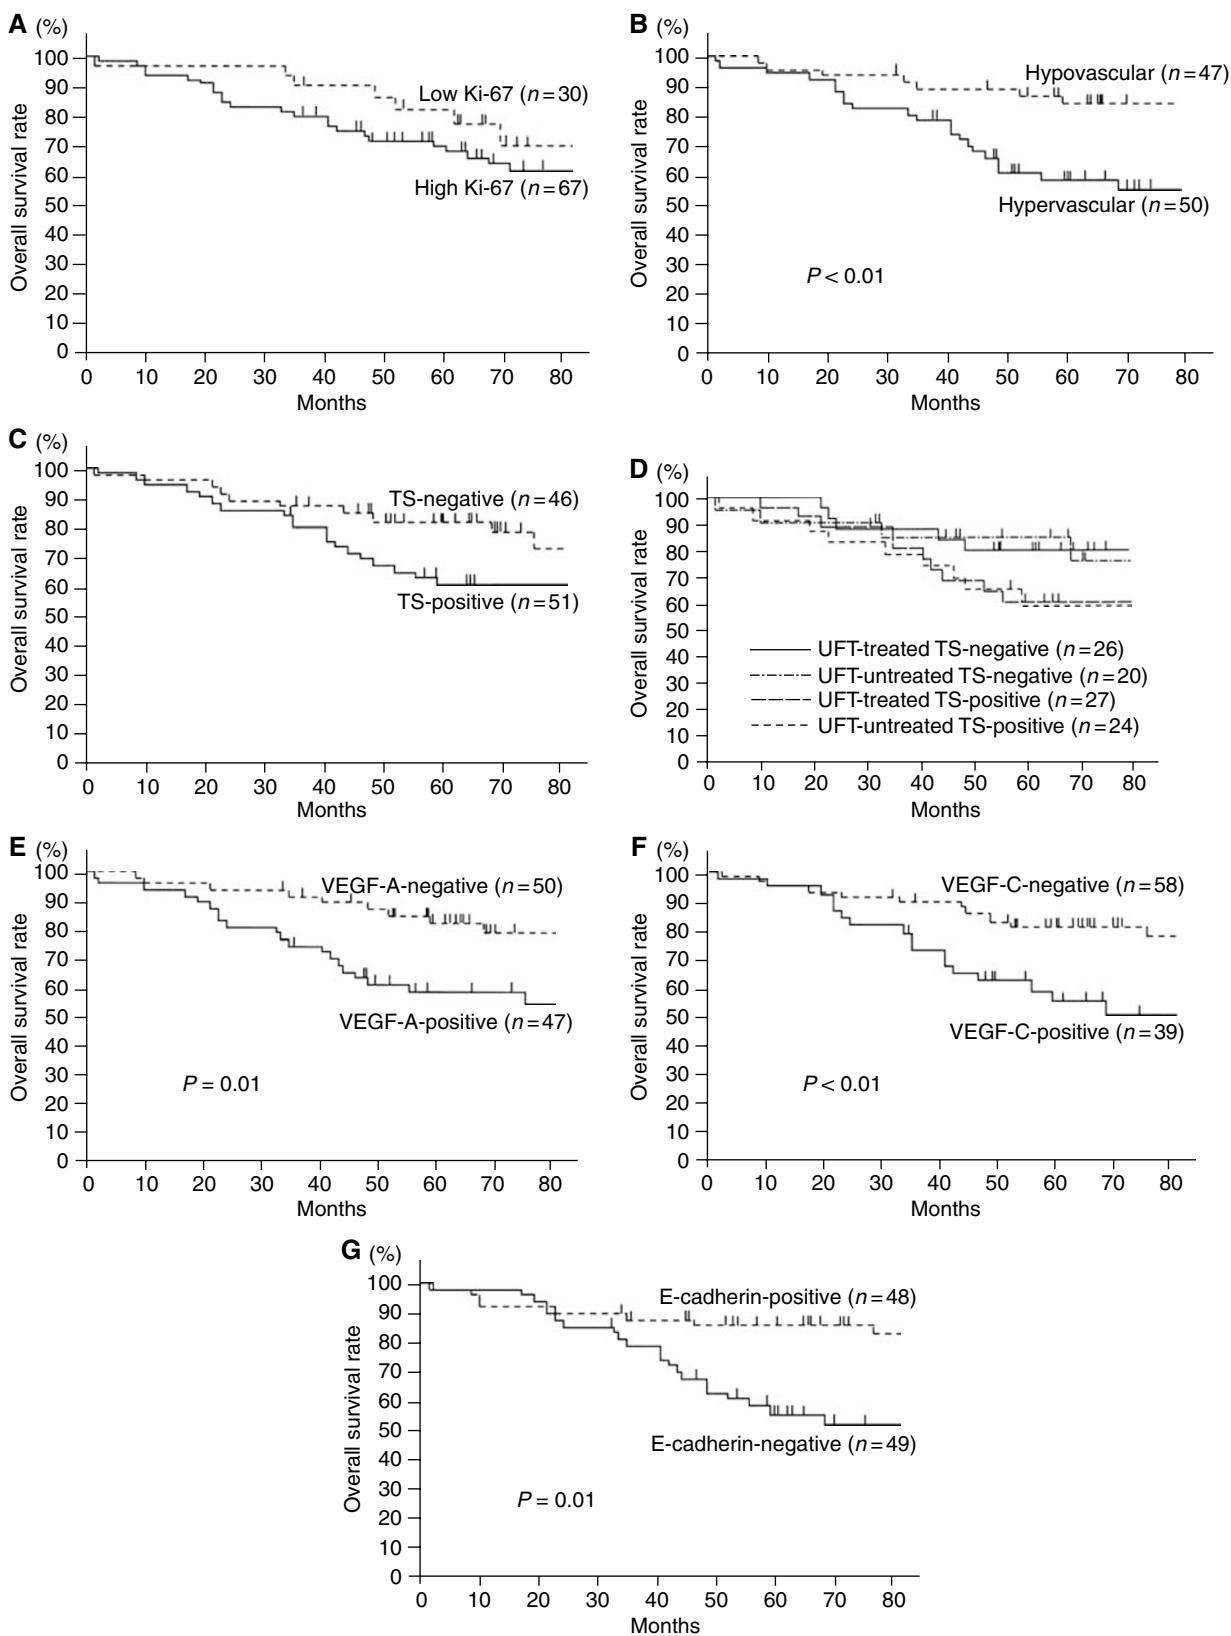 A (%)
100
90
80
70
60
50
40
30
20
10
0
Overall survival rate
Low Ki-67 (n=30)
High Ki-67 (n=67)
0 10 20 30 40 50 60 70 80
Months
B (%)
100
90
80
70
60
50
40
30
20
10
0
Overall survival rate
Hypovascular (n=47)
Hypervascular (n=50)
P < 0.01
0 10 20 30 40 50 60 70 80
Months
C (%)
100
90
80
70
60
50
40
30
20
10
0
Overall survival rate
TS-negative (n=46)
TS-positive (n=51)
0 10 20 30 40 50 60 70 80
Months
D (%)
100
90
80
70
60
50
40
30
20
10
0
Overall survival rate
UFT-treated TS-negative (n=26)
UFT-untreated TS-negative (n=20)
UFT-treated TS-positive (n=27)
UFT-untreated TS-positive (n=24)
0 10 20 30 40 50 60 70 80
Months
E (%)
100
90
80
70
60
50
40
30
20
10
0
Overall survival rate
VEGF-A-negative (n=50)
VEGF-A-positive (n=47)
P = 0.01
0 10 20 30 40 50 60 70 80
Months
F (%)
100
90
80
70
60
50
40
30
20
10
0
Overall survival rate
VEGF-C-negative (n=58)
VEGF-C-positive (n=39)
P < 0.01
0 10 20 30 40 50 60 70 80
Months
G (%)
100
90
80
70
60
50
40
30
20
10
0
Overall survival rate
E-cadherin-positive (n=48)
E-cadherin-negative (n=49)
P = 0.01
0 10 20 30 40 50 60 70 80
Months